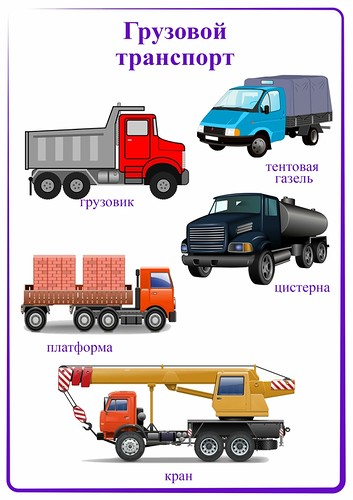 Грузовой
транспорт
тентовая
газель
грузовик
цистерна
платформа
кран